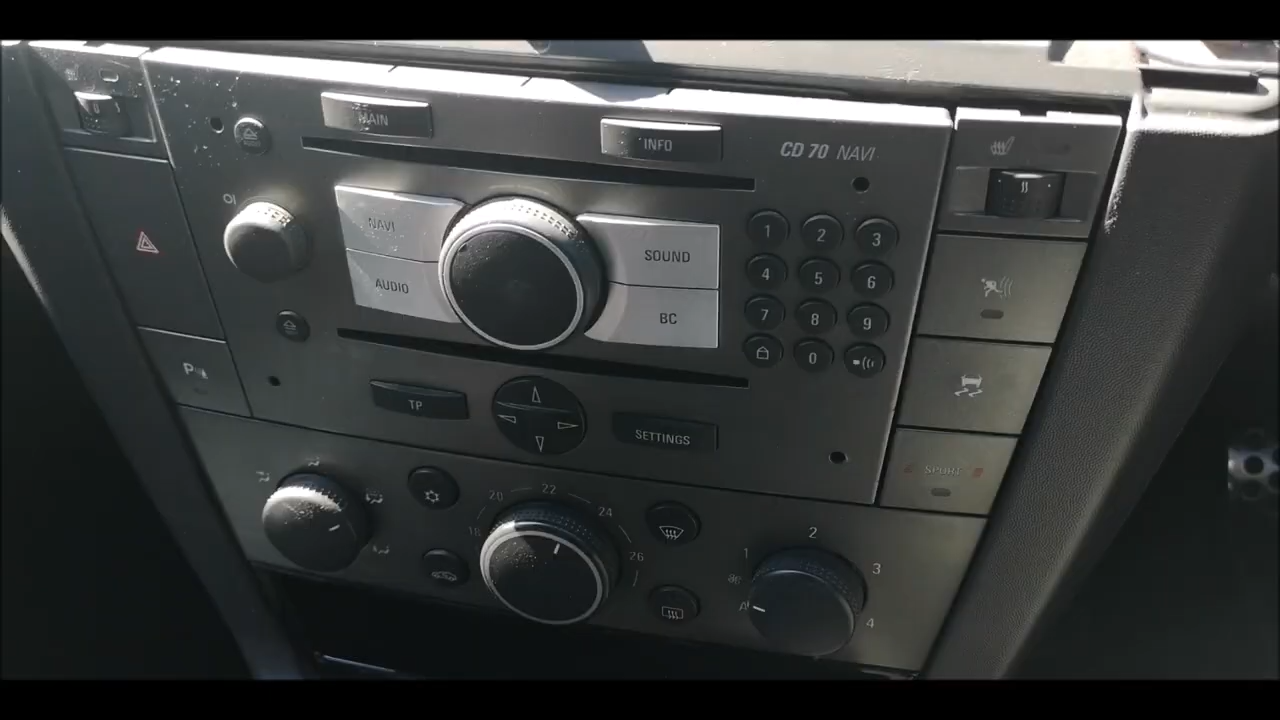 MAIN
INFO
CD 70 NAVI
NAVI
SOUND
AUDIO
BC
1 2 3
4 5 6
7 8 9
0
P
TP
SETTINGS
SPORT
18 20 22 24 26
A 1 2 3 4